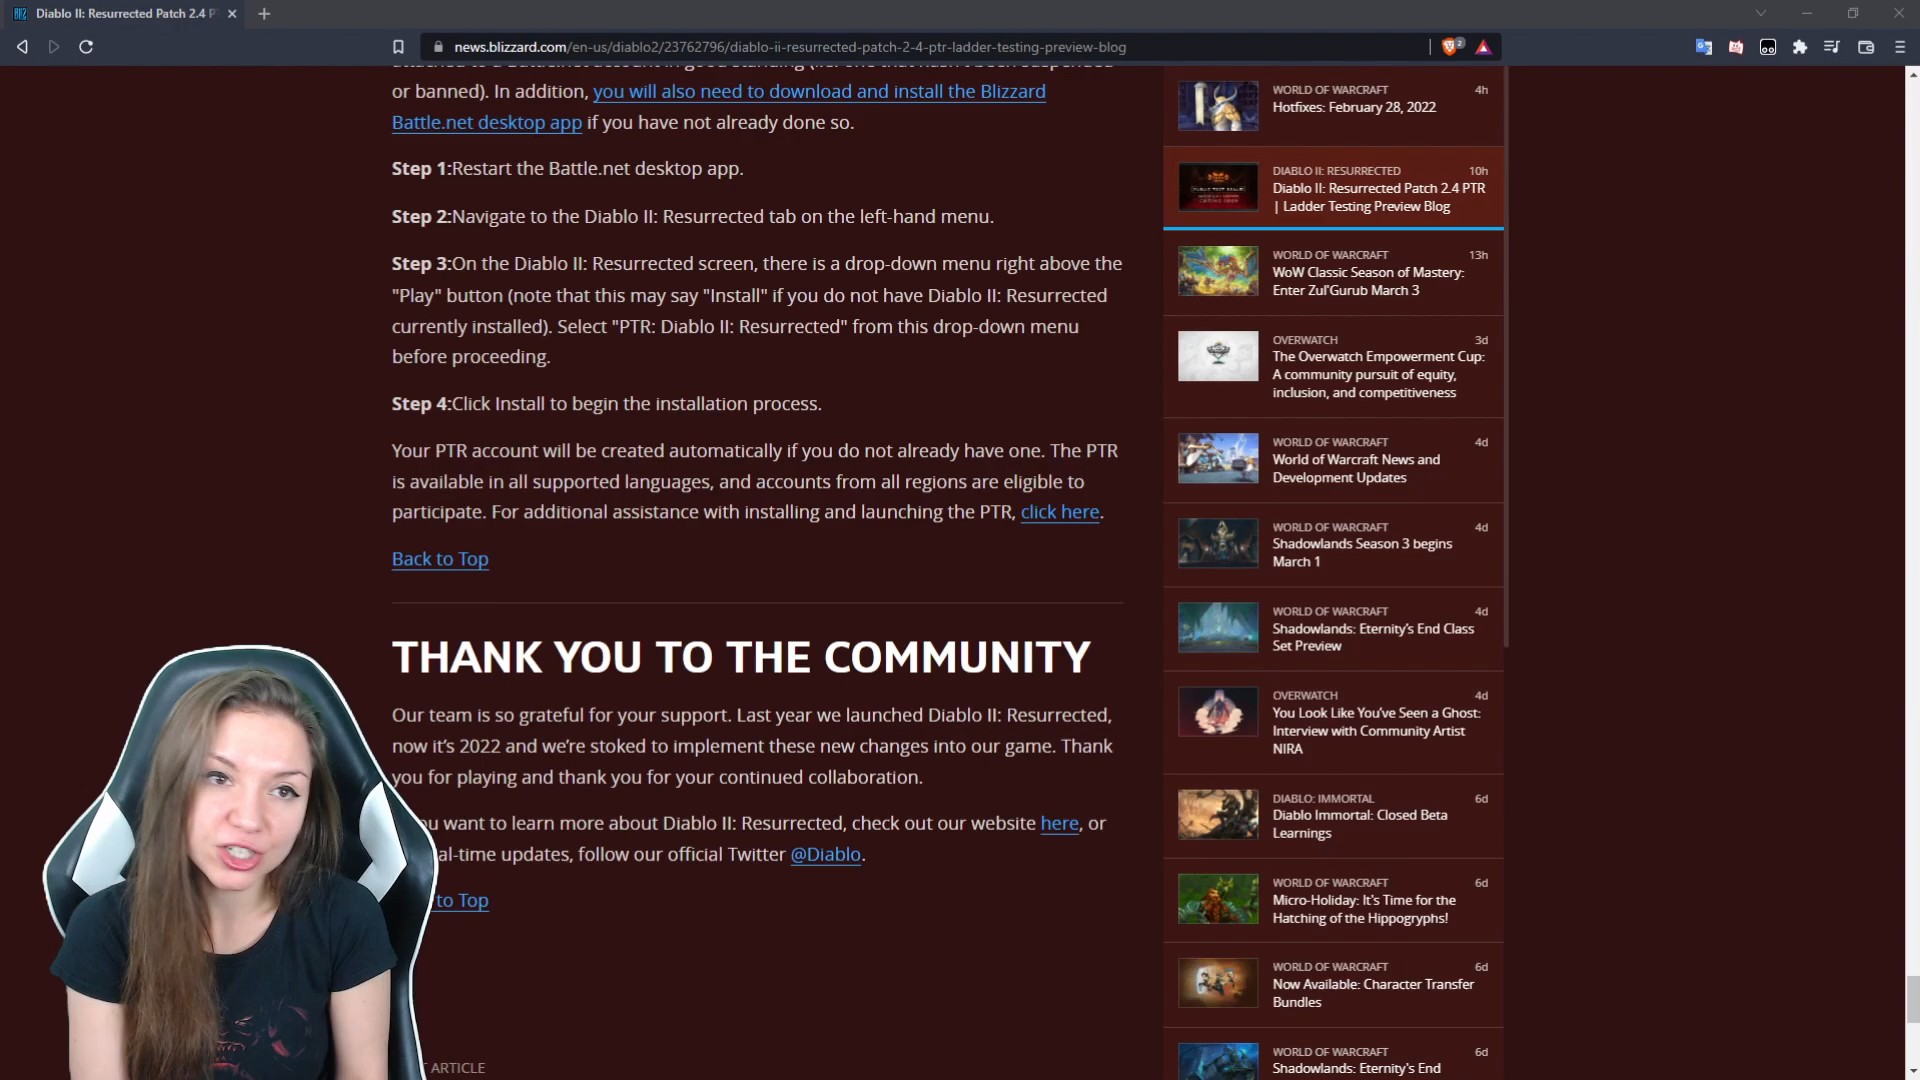 Diablo II: Resurrected Patch 2.4 P
news.blizzard.com/en-us/diablo2/23762796/diablo-ii-resurrected-patch-2-4-ptr-ladder-testing-preview-blog
2
or banned). In addition, you will also need to download and install the Blizzard
Battle.net desktop app if you have not already done so.
Step 1:Restart the Battle.net desktop app.
Step 2:Navigate to the Diablo II: Resurrected tab on the left-hand menu.
Step 3:On the Diablo II: Resurrected screen, there is a drop-down menu right above the
"Play" button (note that this may say "Install" if you do not have Diablo II: Resurrected
currently installed). Select "PTR: Diablo II: Resurrected" from this drop-down menu
before proceeding.
Step 4:Click Install to begin the installation process.
Your PTR account will be created automatically if you do not already have one. The PTR
is available in all supported languages, and accounts from all regions are eligible to
participate. For additional assistance with installing and launching the PTR, click here.
Back to Top
THANK YOU TO THE COMMUNITY
Our team is so grateful for your support. Last year we launched Diablo II: Resurrected,
now it's 2022 and we're stoked to implement these new changes into our game. Thank
you for playing and thank you for your continued collaboration.
ou want to learn more about Diablo II: Resurrected, check out our website here, or
al-time updates, follow our official Twitter @Diablo.
to Top
ARTICLE
WORLD OF WARCRAFT 4h
Hotfixes: February 28, 2022
DIABLO II: RESURRECTED 10h
Diablo II: Resurrected Patch 2.4 PTR
| Ladder Testing Preview Blog
WORLD OF WARCRAFT 13h
WoW Classic Season of Mastery:
Enter Zul'Gurub March 3
OVERWATCH 3d
The Overwatch Empowerment Cup:
A community pursuit of equity,
inclusion, and competitiveness
WORLD OF WARCRAFT 4d
World of Warcraft News and
Development Updates
WORLD OF WARCRAFT 4d
Shadowlands Season 3 begins
March 1
WORLD OF WARCRAFT 4d
Shadowlands: Eternity's End Class
Set Preview
OVERWATCH 4d
You Look Like You've Seen a Ghost:
Interview with Community Artist
NIRA
DIABLO: IMMORTAL 6d
Diablo Immortal: Closed Beta
Learnings
WORLD OF WARCRAFT 6d
Micro-Holiday: It's Time for the
Hatching of the Hippogryphs!
WORLD OF WARCRAFT 6d
Now Available: Character Transfer
Bundles
WORLD OF WARCRAFT 6d
Shadowlands: Eternity's End